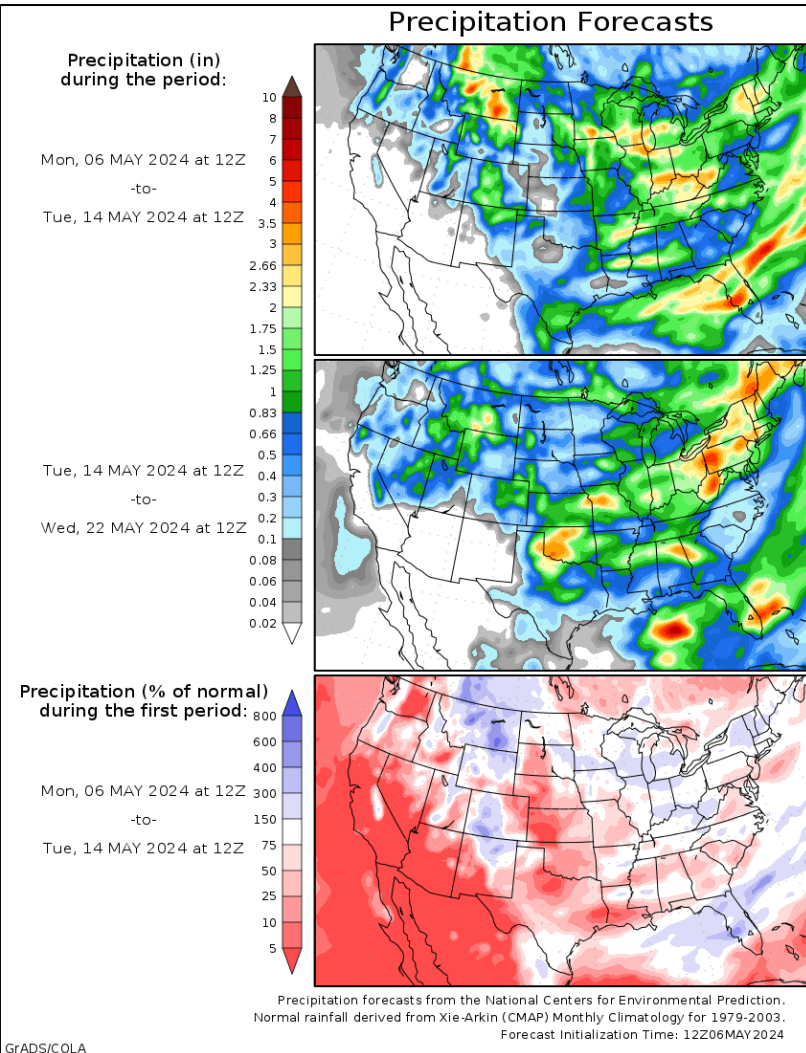 Precipitation Forecasts
Precipitation (in)
during the period:
Mon, 06 MAY 2024 at 12Z
-to-
Tue, 14 MAY 2024 at 12Z
10
8
7
6
5
4
3.5
3
2.66
2.33
2
1.75
1.5
1.25
1
0.83
0.66
0.5
0.4
0.3
0.2
0.1
0.08
0.06
0.04
0.02
Tue, 14 MAY 2024 at 12Z
-to-
Wed, 22 MAY 2024 at 12Z
Precipitation (% of normal)
during the first period:
Mon, 06 MAY 2024 at 12Z
-to-
Tue, 14 MAY 2024 at 12Z
800
600
400
300
150
75
50
25
10
5
Precipitation forecasts from the National Centers for Environmental Prediction.
Normal rainfall derived from Xie-Arkin (CMAP) Monthly Climatology for 1979-2003.
Forecast Initialization Time: 12Z06MAY2024
GrADS/COLA